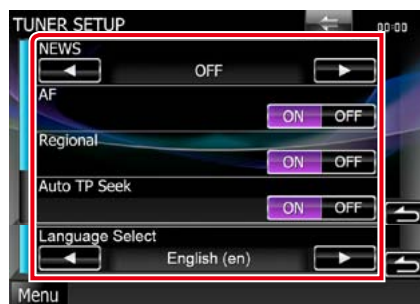 TUNER SETUP
00:00
NEWS
OFF
AF
ON OFF
Regional
ON OFF
Auto TP Seek
ON OFF
Language Select
English (en)
Menu